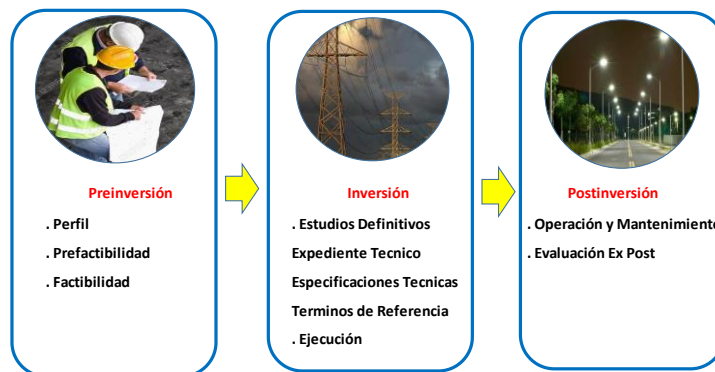 Preinversión
. Perfil
. Prefactibilidad
. Factibilidad
Inversión
. Estudios Definitivos
Expediente Tecnico
Especificaciones Tecnicas
Terminos de Referencia
. Ejecución
Postinversión
. Operación y Mantenimiento
. Evaluación Ex Post